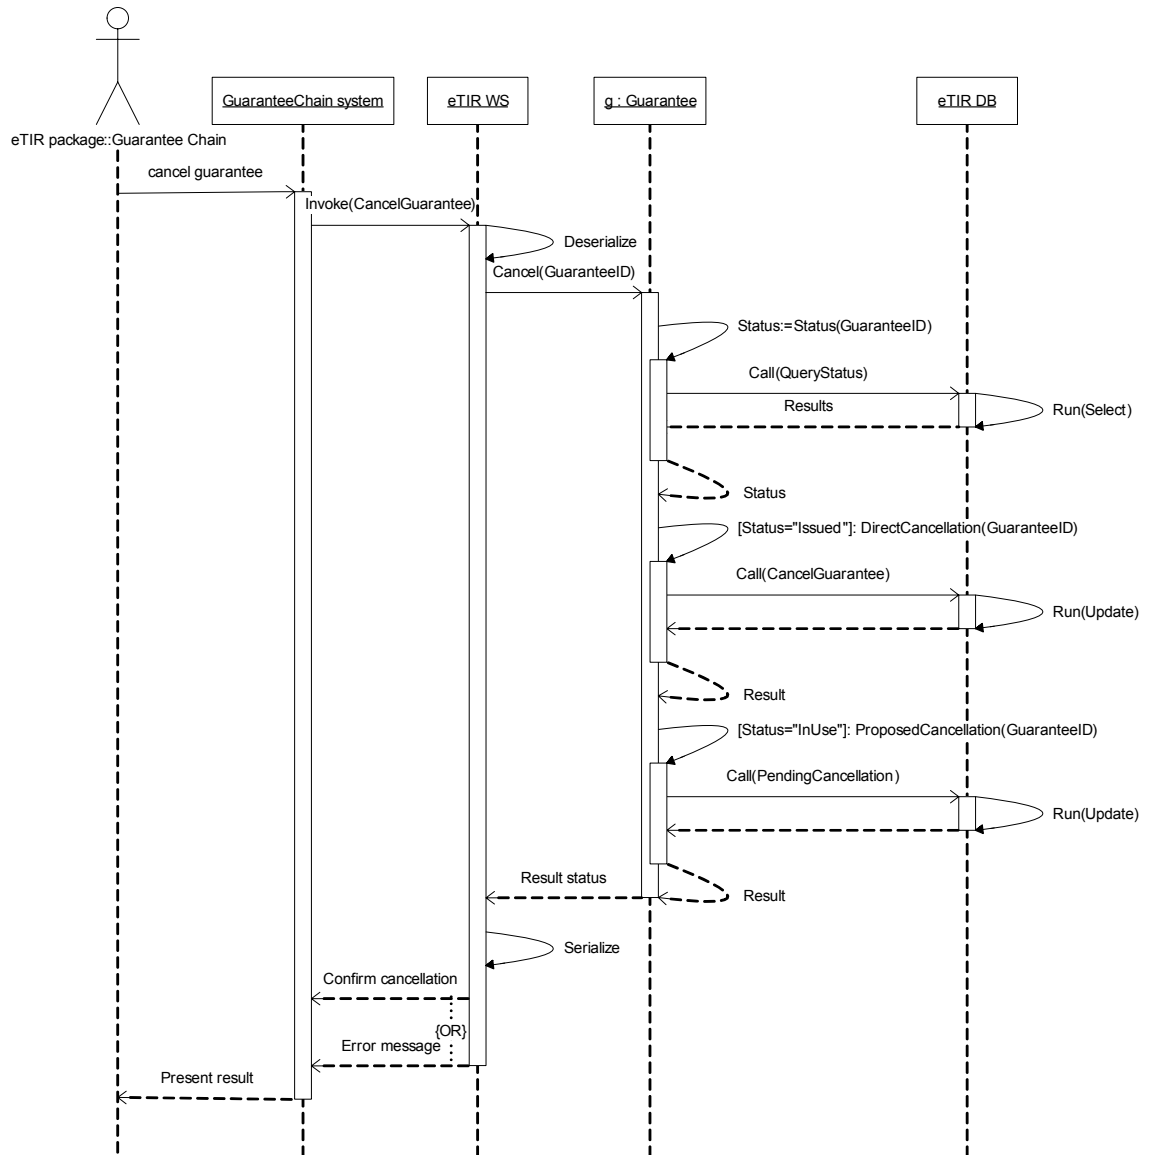 GuaranteeChain system
eTIR WS
g : Guarantee
eTIR DB
eTIR package::Guarantee Chain
cancel guarantee
Invoke(CancelGuarantee)
Deserialize
Cancel(GuaranteeID)
Status:=Status(GuaranteeID)
Call(QueryStatus)
Results
Run(Select)
Status
[Status="Issued"]: DirectCancellation(GuaranteeID)
Call(CancelGuarantee)
Run(Update)
Result
[Status="InUse"]: ProposedCancellation(GuaranteeID)
Call(PendingCancellation)
Run(Update)
Result status
Result
Serialize
Confirm cancellation
{OR}
Error message
Present result